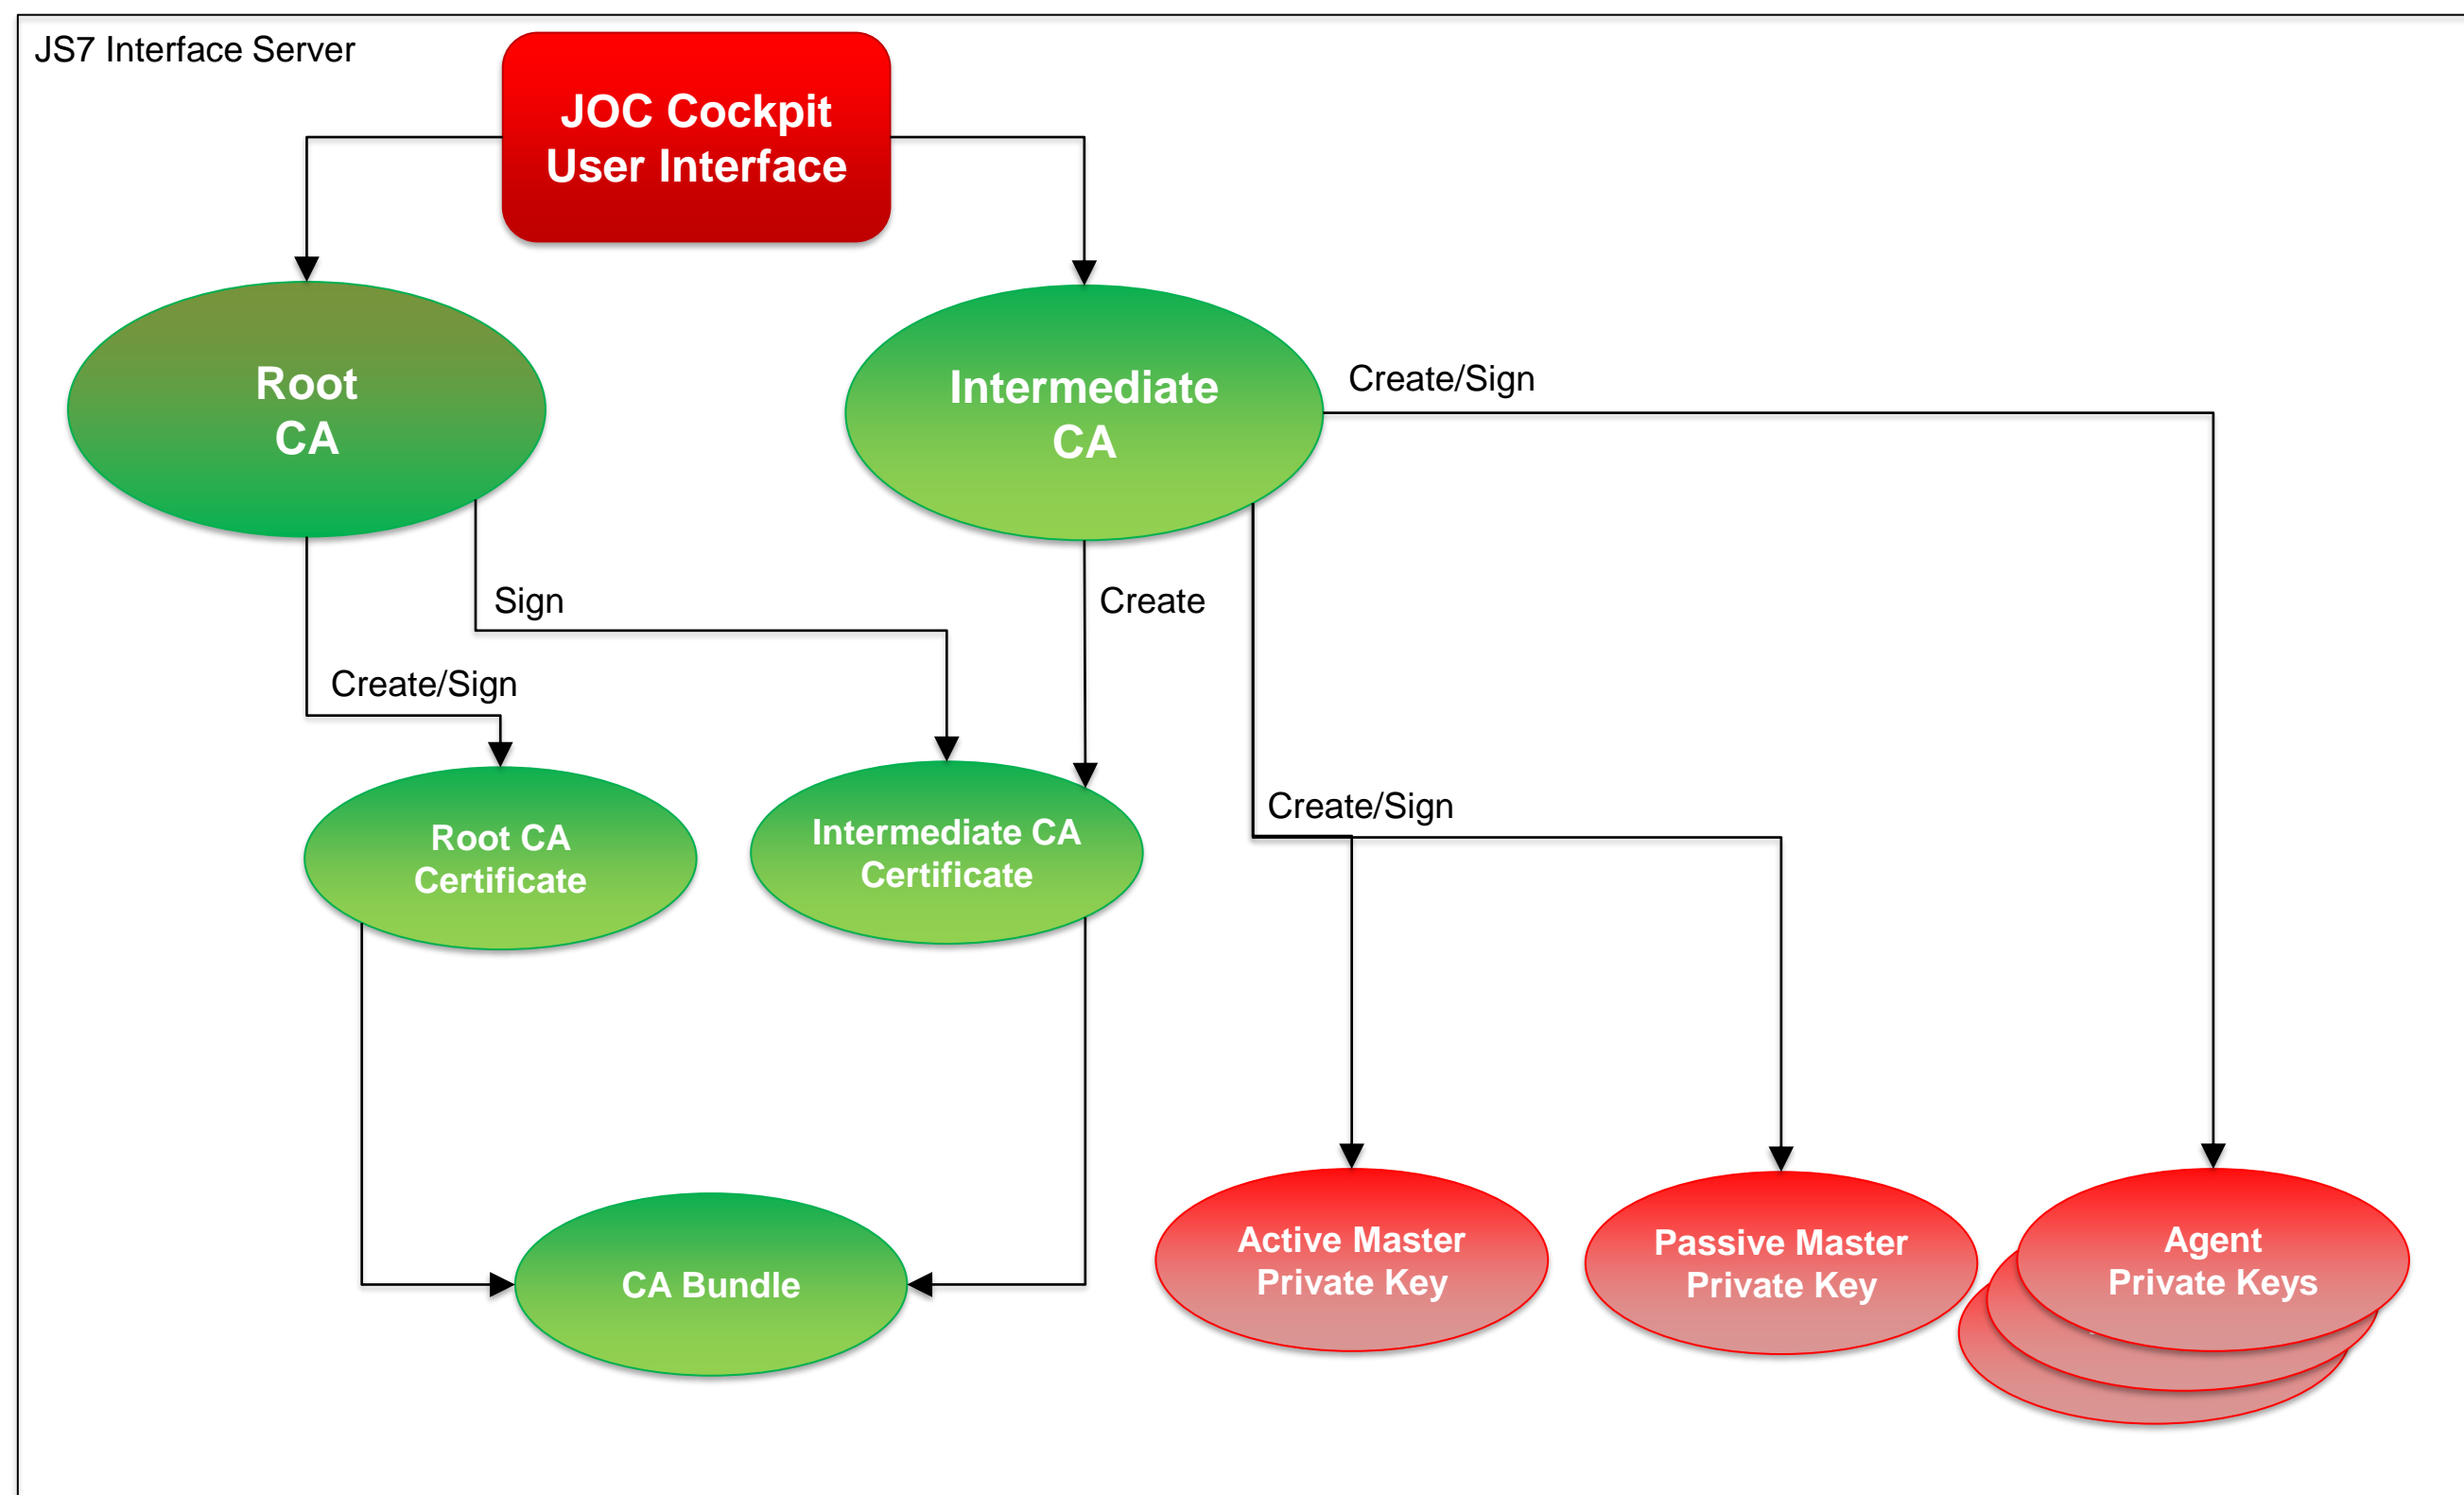 JS7 Interface Server
JOC Cockpit
User Interface
Root
CA
Intermediate
CA
Create/Sign
Sign
Create
Create/Sign
Create/Sign
Root CA
Certificate
Intermediate CA
Certificate
Active Master
Private Key
Passive Master
Private Key
Agent
Private Keys
CA Bundle